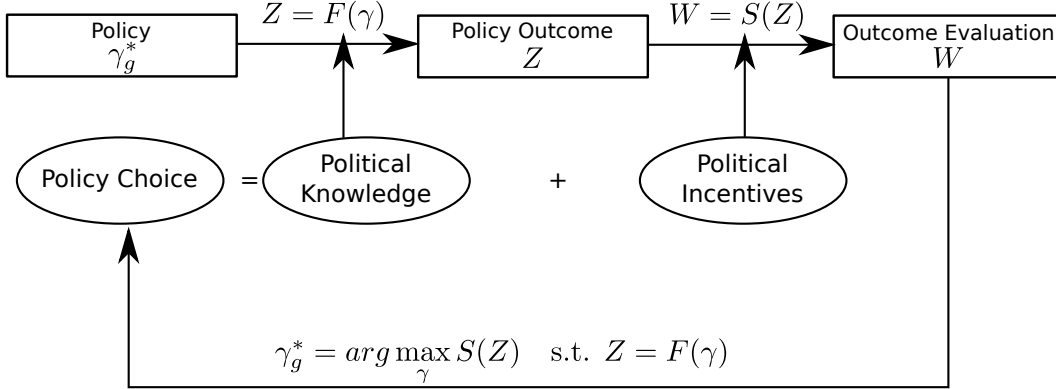 Z = F(γ)
W = S(Z)
Policy
γ*g
Policy Outcome
Z
Outcome Evaluation
W
Policy Choice
=
Political
Knowledge
+
Political
Incentives
γ*g = arg max S(Z) s.t. Z = F(γ)
γ